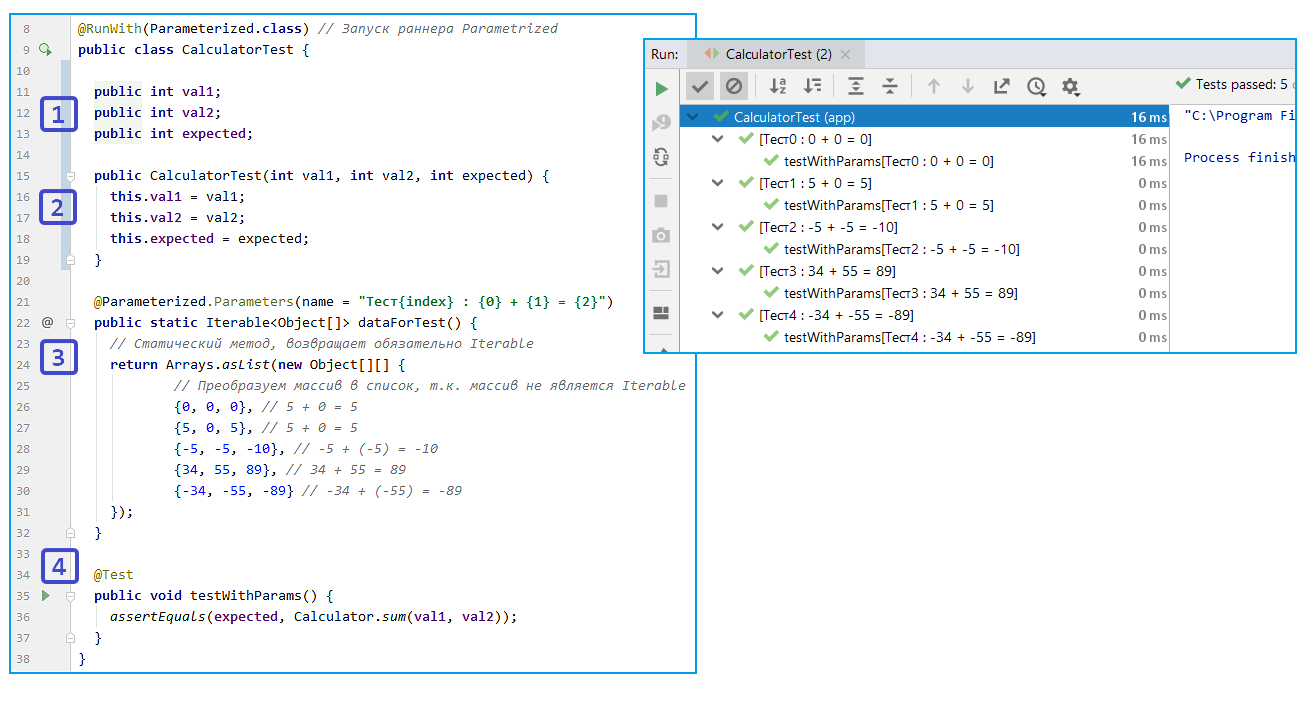 8 @RunWith(Parameterized.class) // Запуск раннера Parametrized
9 public class CalculatorTest {
10
11 public int val1;
1
12 public int val2;
13 public int expected;
14
15 public CalculatorTest(int val1, int val2, int expected) {
16 this.val1 = val1;
2
17 this.val2 = val2;
18 this.expected = expected;
19 }
20
21 @Parameterized.Parameters(name = "Тест{index} : {0} + {1} = {2}")
22 @ public static Iterable<Object[]> dataForTest() {
23 // Статический метод, возвращает обязательно Iterable
3
24 return Arrays.asList(new Object[][] {
25 // Преобразуем массив в список, т.к. массив не является Iterable
26 {0, 0, 0}, // 5 + 0 = 5
27 {5, 0, 5}, // 5 + 0 = 5
28 {-5, -5, -10}, // -5 + (-5) = -10
29 {34, 55, 89}, // 34 + 55 = 89
30 {-34, -55, -89} // -34 + (-55) = -89
31 });
32 }
33
4
34 @Test
35 public void testWithParams() {
36 assertEquals(expected, Calculator.sum(val1, val2));
37 }
38 }
Run: CalculatorTest (2)
Tests passed: 5
CalculatorTest (app) 16 ms
[Тест0 : 0 + 0 = 0] 16 ms
testWithParams[Тест0 : 0 + 0 = 0] 16 ms
[Тест1 : 5 + 0 = 5] 0 ms
testWithParams[Тест1 : 5 + 0 = 5] 0 ms
[Тест2 : -5 + -5 = -10] 0 ms
testWithParams[Тест2 : -5 + -5 = -10] 0 ms
[Тест3 : 34 + 55 = 89] 0 ms
testWithParams[Тест3 : 34 + 55 = 89] 0 ms
[Тест4 : -34 + -55 = -89] 0 ms
testWithParams[Тест4 : -34 + -55 = -89] 0 ms
"C:\Program Fi
Process finish